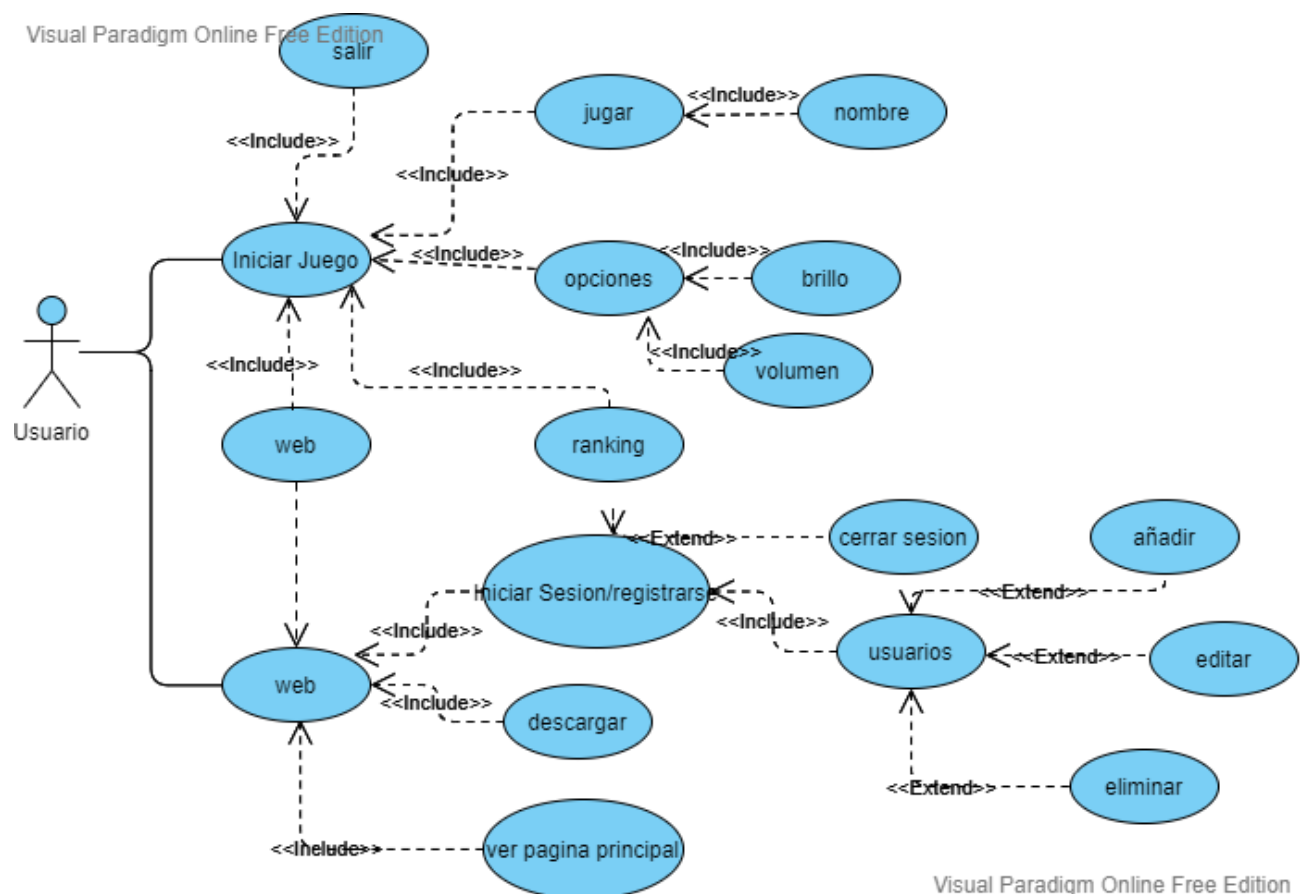 Visual Paradigm Online Free Edition
salir
<<Include>>
jugar
<<Include>>
nombre
<<Include>>
Iniciar Juego
<<Include>>
opciones
<<Include>>
brillo
<<Include>>
volumen
<<Include>>
<<Include>>
Usuario
web
ranking
<<Extend>>
cerrar sesion
añadir
Iniciar Sesion/registrarse
<<Extend>>
<<Include>>
<<Include>>
usuarios
<<Extend>>
editar
web
<<Include>>
descargar
<<Extend>>
eliminar
<<Include>>
ver pagina principal
Visual Paradigm Online Free Edition